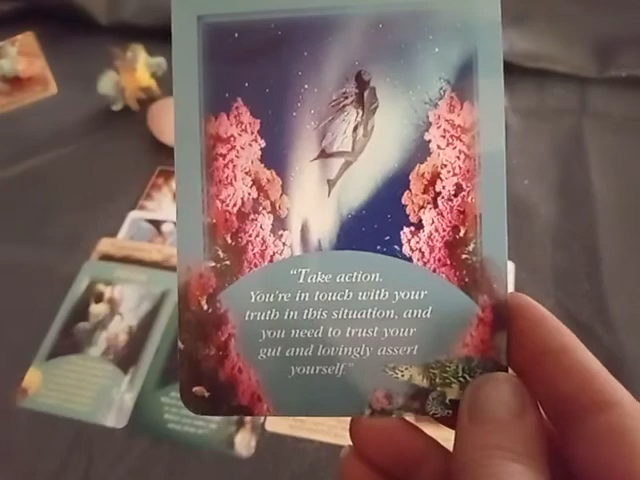 "Take action.
You're in touch with your
truth in this situation, and
you need to trust your
gut and lovingly assert
yourself."